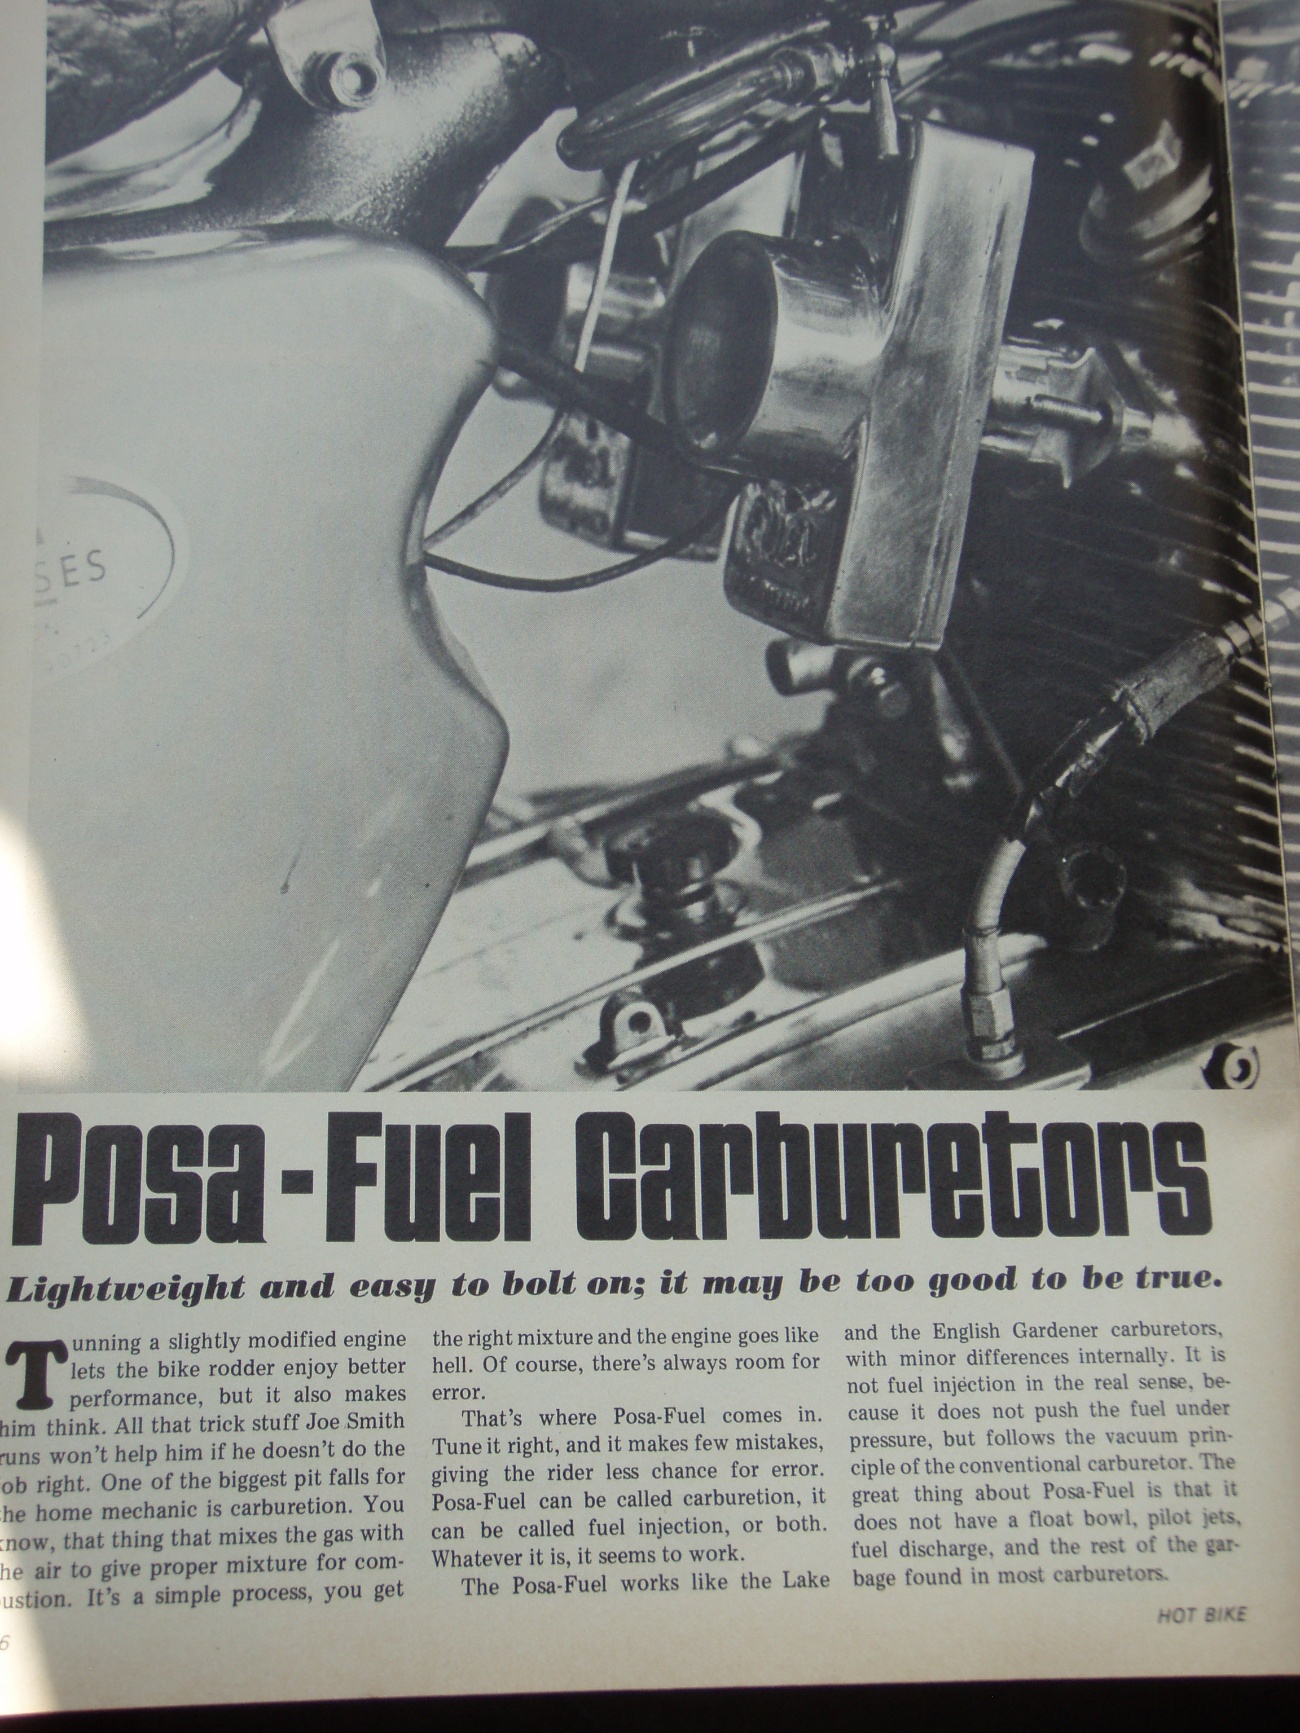 SES
Posa-Fuel Carburetors
Lightweight and easy to bolt on; it may be too good to be true.
Tunning a slightly modified engine
lets the bike rodder enjoy better
performance, but it also makes
him think. All that trick stuff Joe Smith
runs won't help him if he doesn't do the
ob right. One of the biggest pit falls for
he home mechanic is carburetion. You
know, that thing that mixes the gas with
he air to give proper mixture for com-
ustion. It's a simple process, you get
the right mixture and the engine goes like
hell. Of course, there's always room for
error.
That's where Posa-Fuel comes in.
Tune it right, and it makes few mistakes,
giving the rider less chance for error.
Posa-Fuel can be called carburetion, it
can be called fuel injection, or both.
Whatever it is, it seems to work.
The Posa-Fuel works like the Lake
and the English Gardener carburetors,
with minor differences internally. It is
not fuel injection in the real sense, be-
cause it does not push the fuel under
pressure, but follows the vacuum prin-
ciple of the conventional carburetor. The
great thing about Posa-Fuel is that it
does not have a float bowl, pilot jets,
fuel discharge, and the rest of the gar-
bage found in most carburetors.
6
HOT BIKE